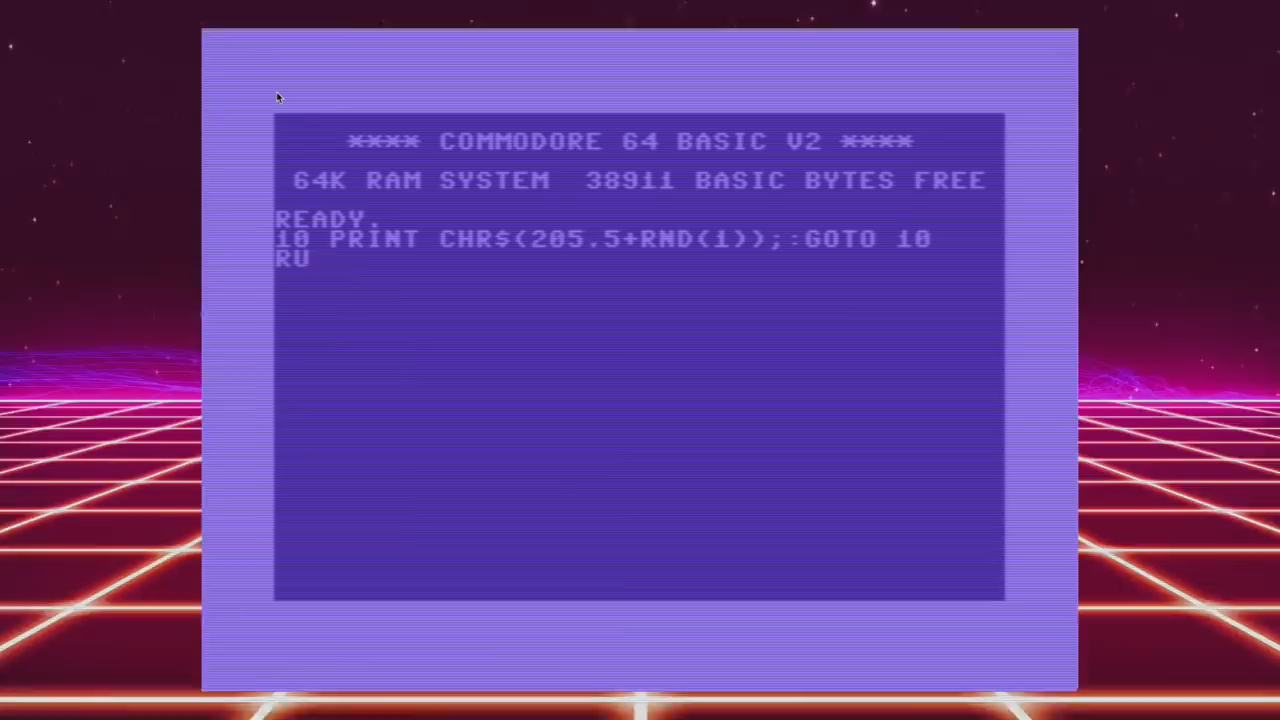 **** COMMODORE 64 BASIC V2 ****
64K RAM SYSTEM  38911 BASIC BYTES FREE
READY.
10 PRINT CHR$(205.5+RND(1));:GOTO 10
RU